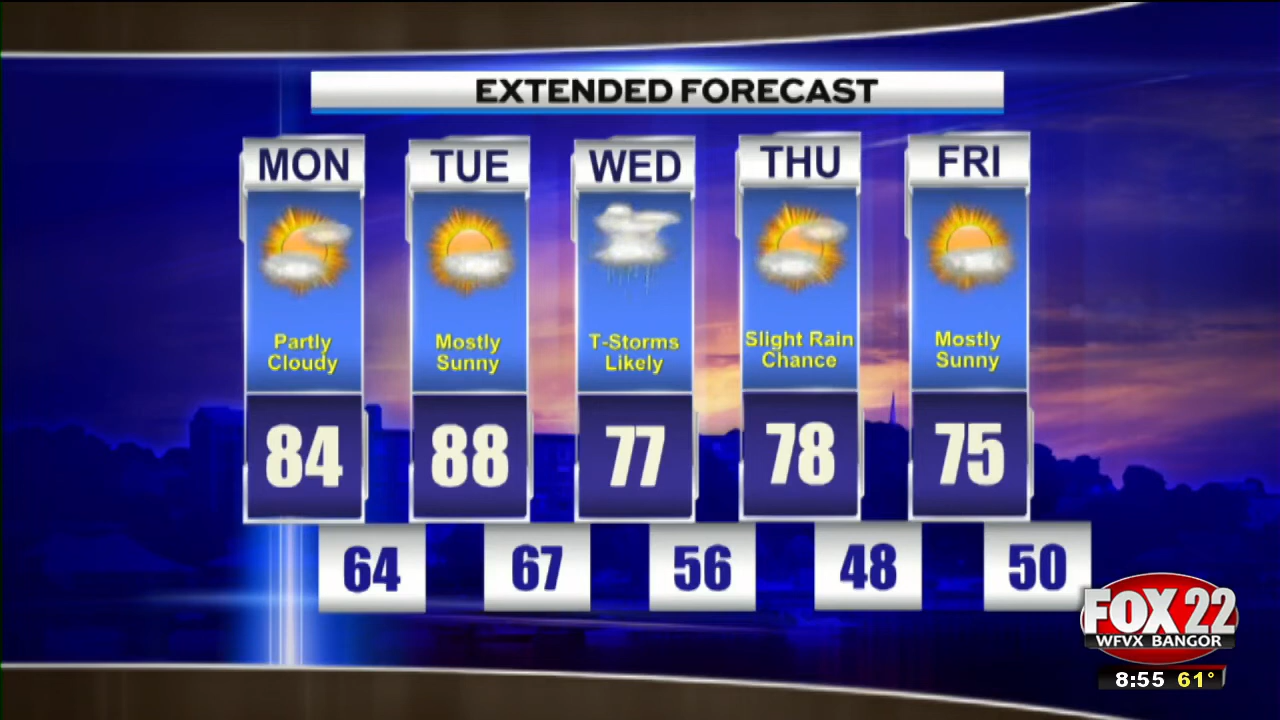 EXTENDED FORECAST
MON TUE WED THU FRI
Partly Cloudy
Mostly Sunny
T-Storms Likely
Slight Rain Chance
Mostly Sunny
84 88 77 78 75
64 67 56 48 50
FOX 22
WFVX BANGOR
8:55 61°